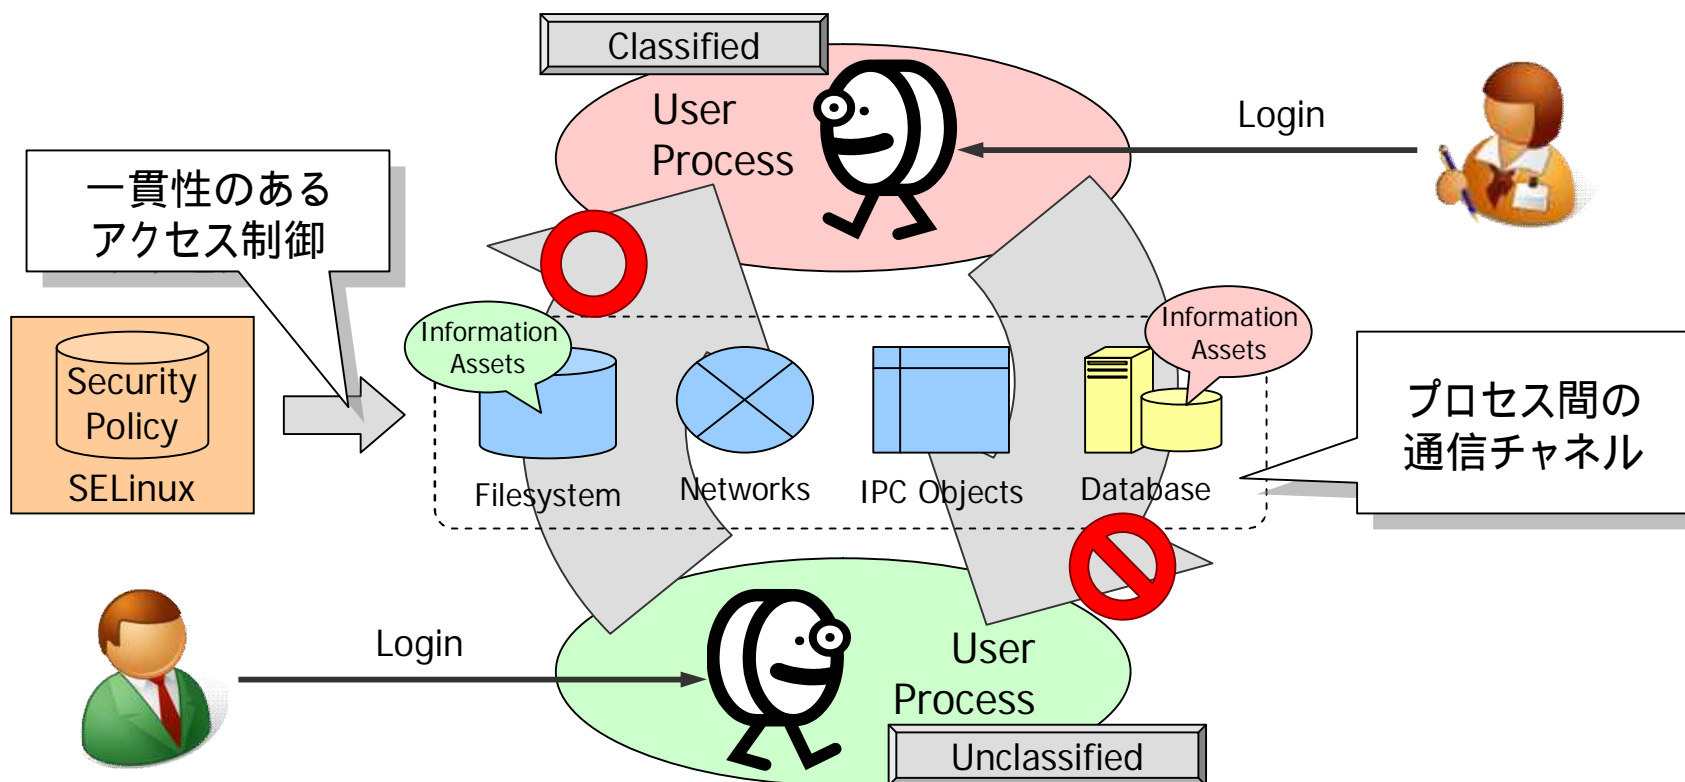 Classified
User
Process
Login
一貫性のある
アクセス制御
Information
Assets
Information
Assets
Security
Policy
SELinux
Filesystem
Networks
IPC Objects
Database
プロセス間の
通信チャネル
Login
User
Process
Unclassified